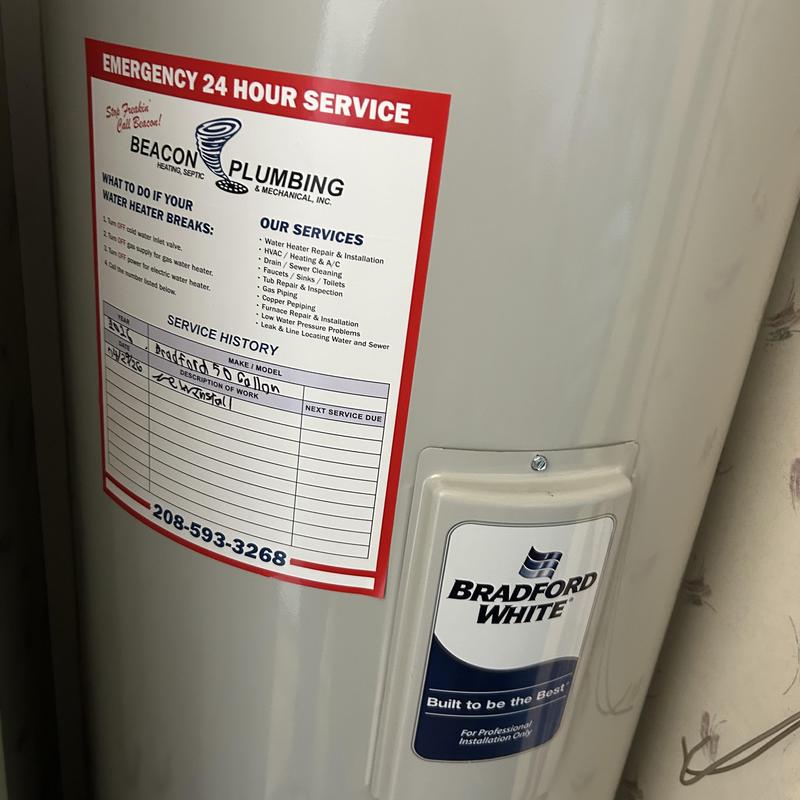 EMERGENCY 24 HOUR SERVICE
Stop Freakin'
Call Beacon!
BEACON PLUMBING
HEATING, SEPTIC & MECHANICAL, INC.
WHAT TO DO IF YOUR
WATER HEATER BREAKS:
1. Turn OFF cold water inlet valve.
2. Turn OFF gas supply for gas water heater.
3. Turn OFF power for electric water heater.
4. Call the number listed below.
OUR SERVICES
• Water Heater Repair & Installation
• HVAC / Heating & A/C
• Drain / Sewer Cleaning
• Faucets / Sinks / Toilets
• Tub Repair & Inspection
• Gas Piping
• Copper Pepiping
• Furnace Repair & Installation
• Low Water Pressure Problems
• Leak & Line Locating Water and Sewer
SERVICE HISTORY
YEAR MAKE / MODEL
2026 Bradford 50 Gallon
DATE DESCRIPTION OF WORK NEXT SERVICE DUE
Install
208-593-3268
BRADFORD
WHITE®
Built to be the Best®
For Professional
Installation Only